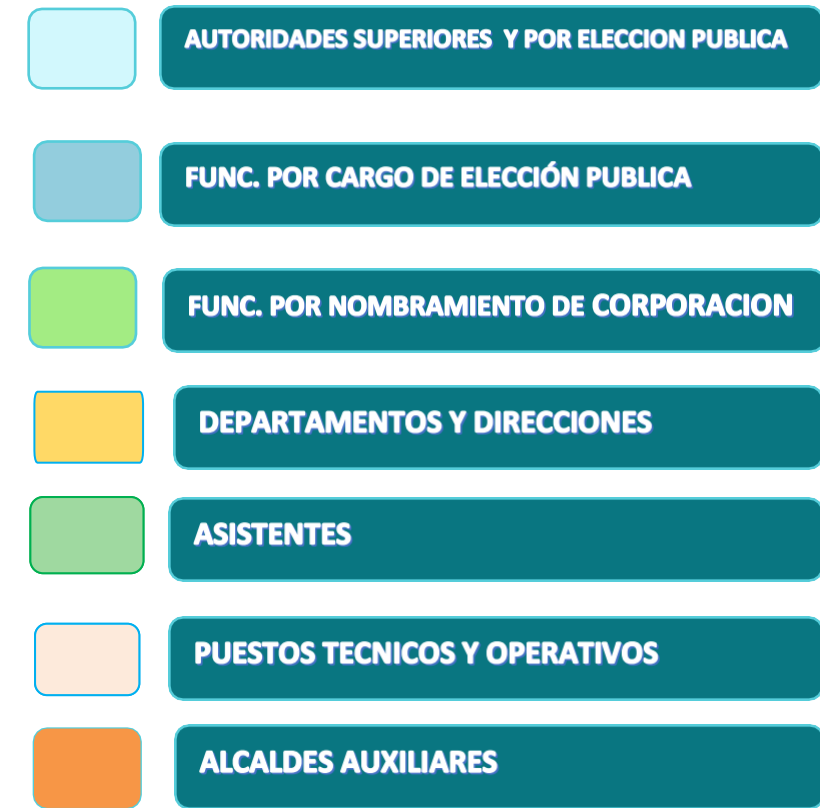 AUTORIDADES SUPERIORES Y POR ELECCION PUBLICA
FUNC. POR CARGO DE ELECCIÓN PUBLICA
FUNC. POR NOMBRAMIENTO DE CORPORACION
DEPARTAMENTOS Y DIRECCIONES
ASISTENTES
PUESTOS TECNICOS Y OPERATIVOS
ALCALDES AUXILIARES